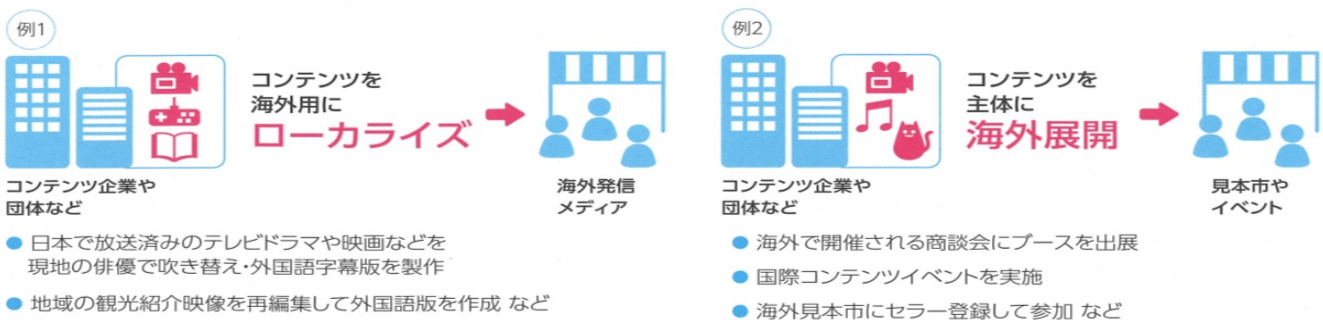 例1
コンテンツを
海外用に
ローカライズ
コンテンツ企業や
団体など
海外発信
メディア
● 日本で放送済みのテレビドラマや映画などを
現地の俳優で吹き替え・外国語字幕版を製作
● 地域の観光紹介映像を再編集して外国語版を作成 など
例2
コンテンツを
主体に
海外展開
コンテンツ企業や
団体など
見本市や
イベント
● 海外で開催される商談会にブースを出展
● 国際コンテンツイベントを実施
● 海外見本市にセラー登録して参加 など